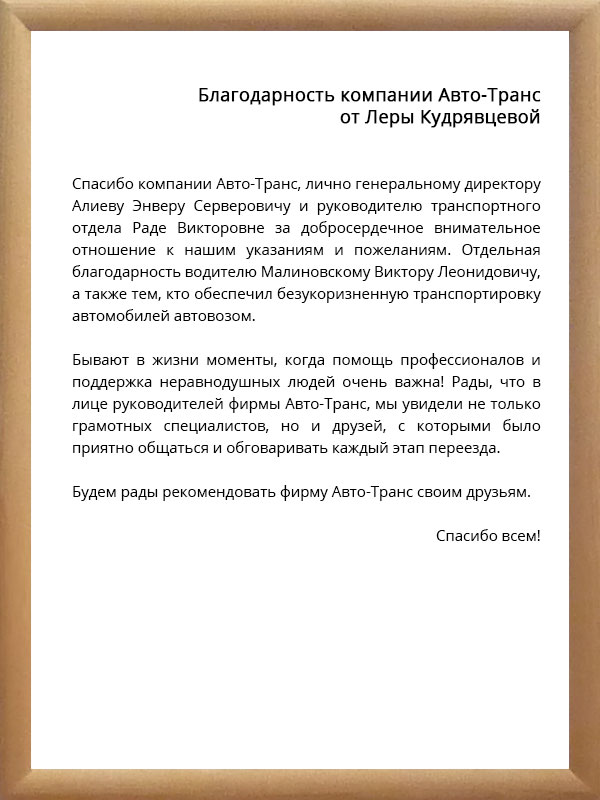 Благодарность компании Авто-Транс
от Леры Кудрявцевой
Спасибо компании Авто-Транс, лично генеральному директору
Алиеву Энверу Серверовичу и руководителю транспортного
отдела Раде Викторовне за добросердечное внимательное
отношение к нашим указаниям и пожеланиям. Отдельная
благодарность водителю Малиновскому Виктору Леонидовичу,
а также тем, кто обеспечил безукоризненную транспортировку
автомобилей автовозом.
Бывают в жизни моменты, когда помощь профессионалов и
поддержка неравнодушных людей очень важна! Рады, что в
лице руководителей фирмы Авто-Транс, мы увидели не только
грамотных специалистов, но и друзей, с которыми было
приятно общаться и обговаривать каждый этап переезда.
Будем рады рекомендовать фирму Авто-Транс своим друзьям.
Спасибо всем!